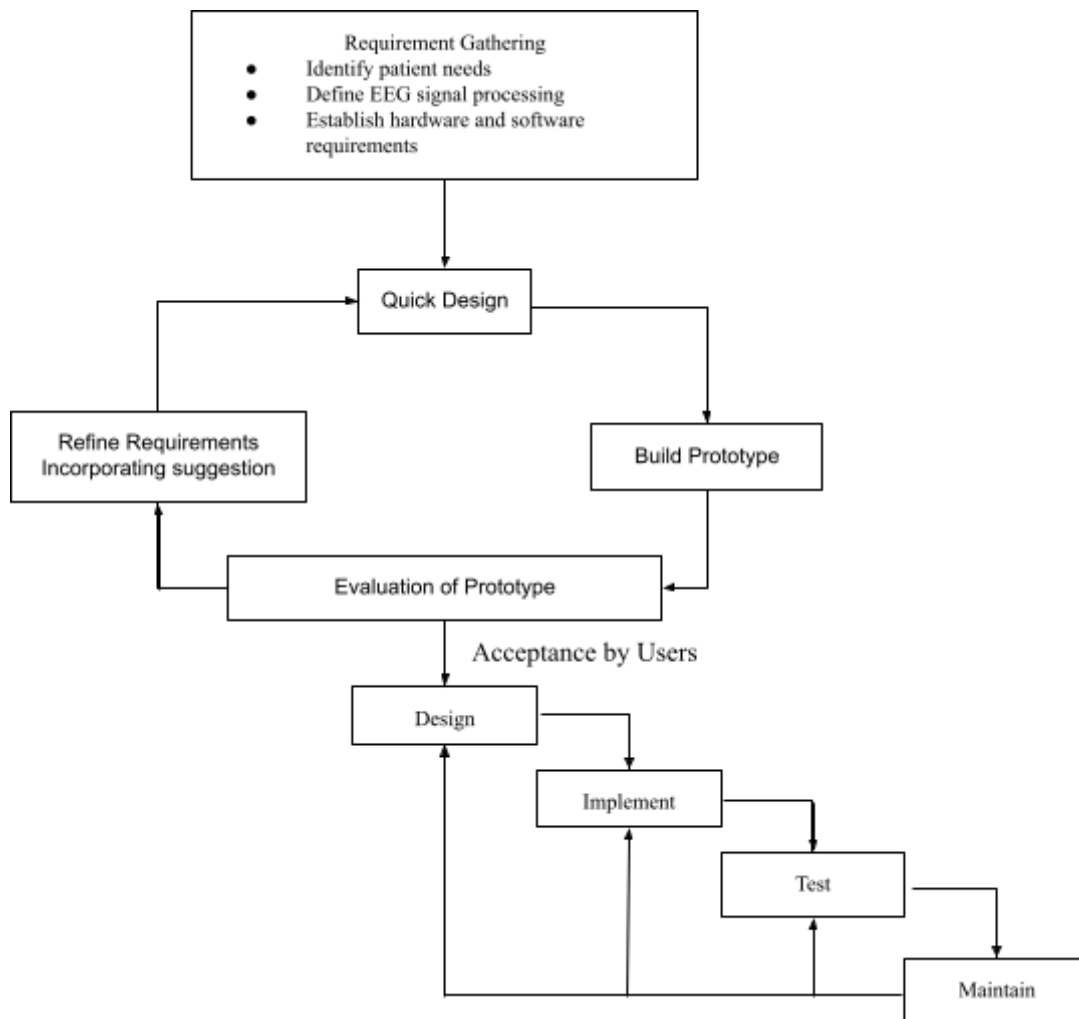 Requirement Gathering
● Identify patient needs
● Define EEG signal processing
● Establish hardware and software
requirements
Quick Design
Refine Requirements
Incorporating suggestion
Build Prototype
Evaluation of Prototype
Acceptance by Users
Design
Implement
Test
Maintain